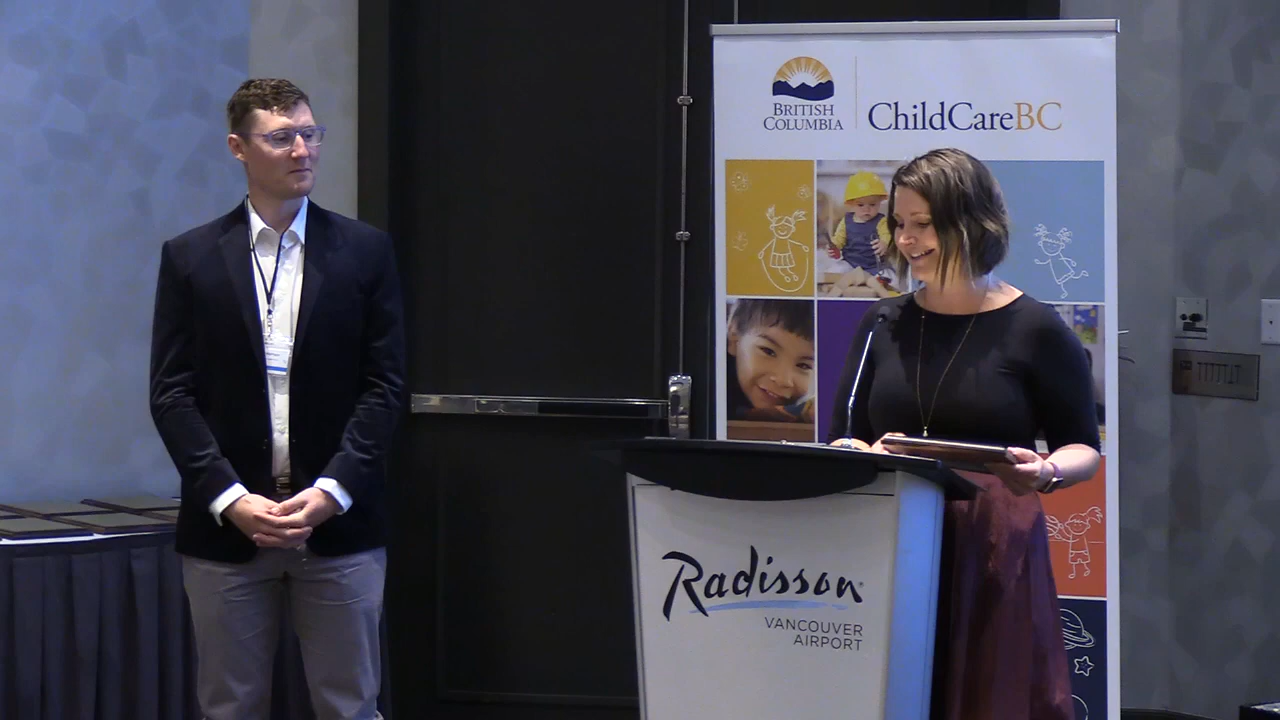 BRITISH
COLUMBIA
ChildCareBC
Radisson
VANCOUVER
AIRPORT